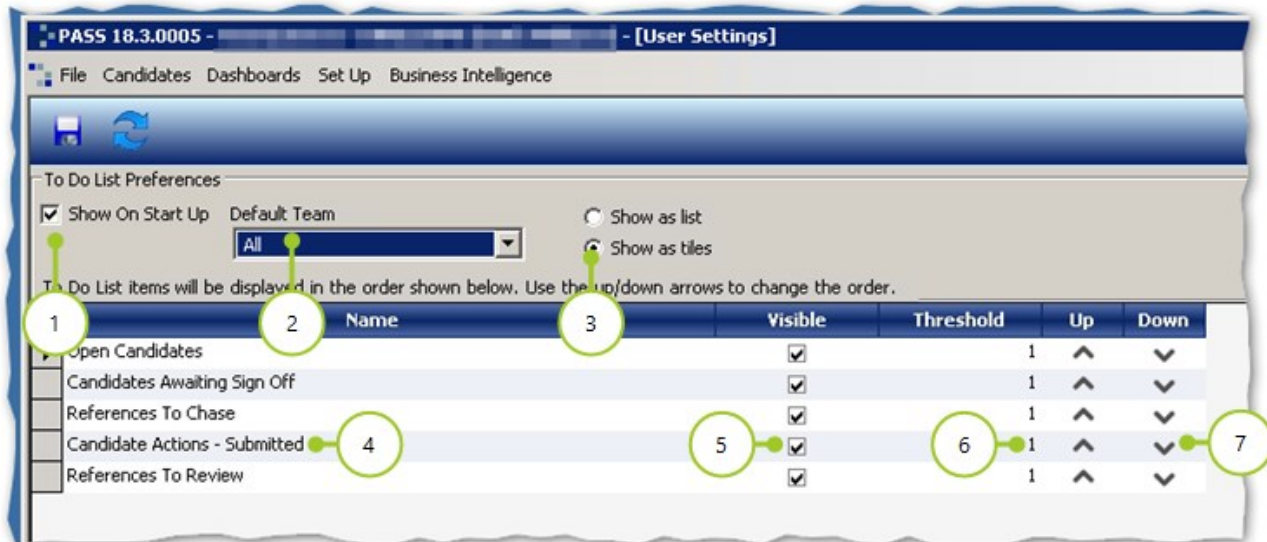 PASS 18.3.0005 - - [User Settings]
File Candidates Dashboards Set Up Business Intelligence
To Do List Preferences
Show On Start Up Default Team Show as list
All Show as tiles
To Do List items will be displayed in the order shown below. Use the up/down arrows to change the order.
1 2 3
Name Visible Threshold Up Down
Open Candidates 1
Candidates Awaiting Sign Off 1
References To Chase 1
Candidate Actions - Submitted 4 5 6 1 7
References To Review 1